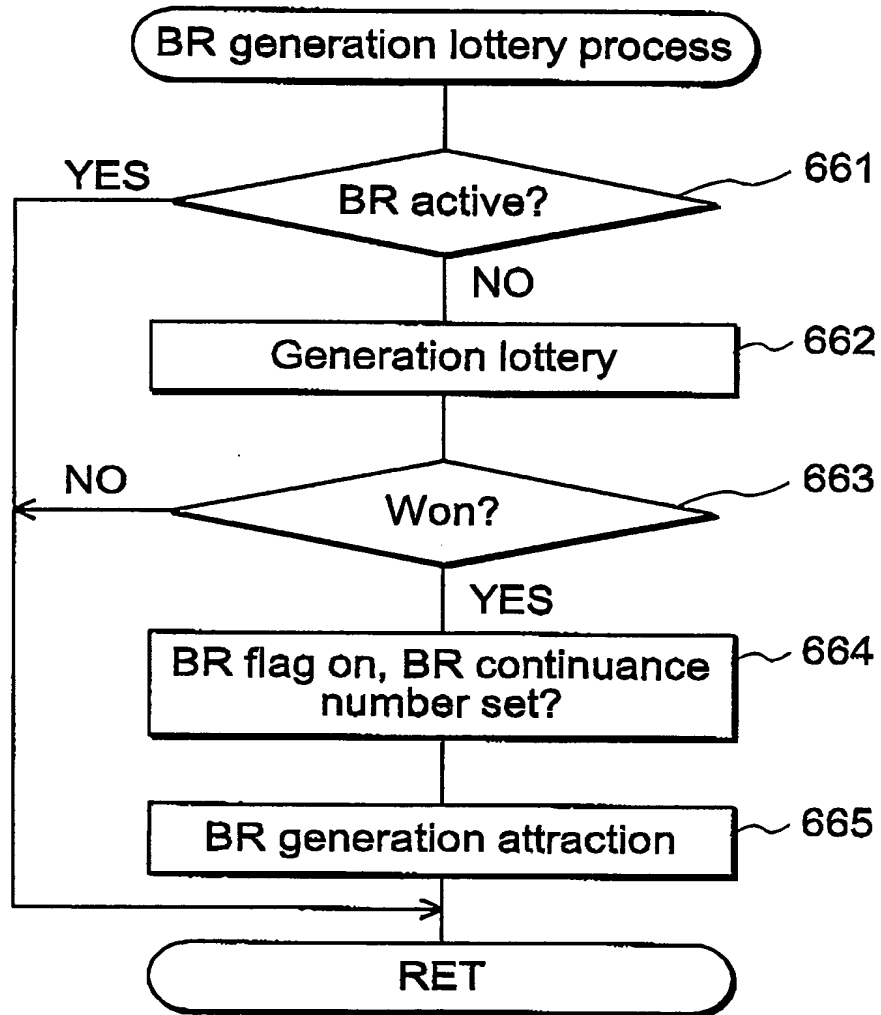 BR generation lottery process
YES
661
BR active?
NO
Generation lottery
662
NO
663
Won?
YES
BR flag on, BR continuance
number set?
664
BR generation attraction
665
RET